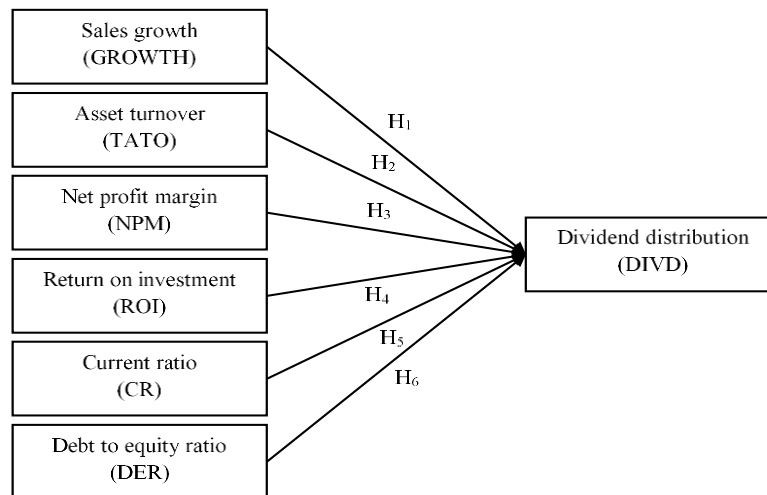 Sales growth
(GROWTH)
Asset turnover
(TATO)
Net profit margin
(NPM)
Return on investment
(ROI)
Current ratio
(CR)
Debt to equity ratio
(DER)
H₁
H₂
H₃
H₄
H₅
H₆
Dividend distribution
(DIVD)